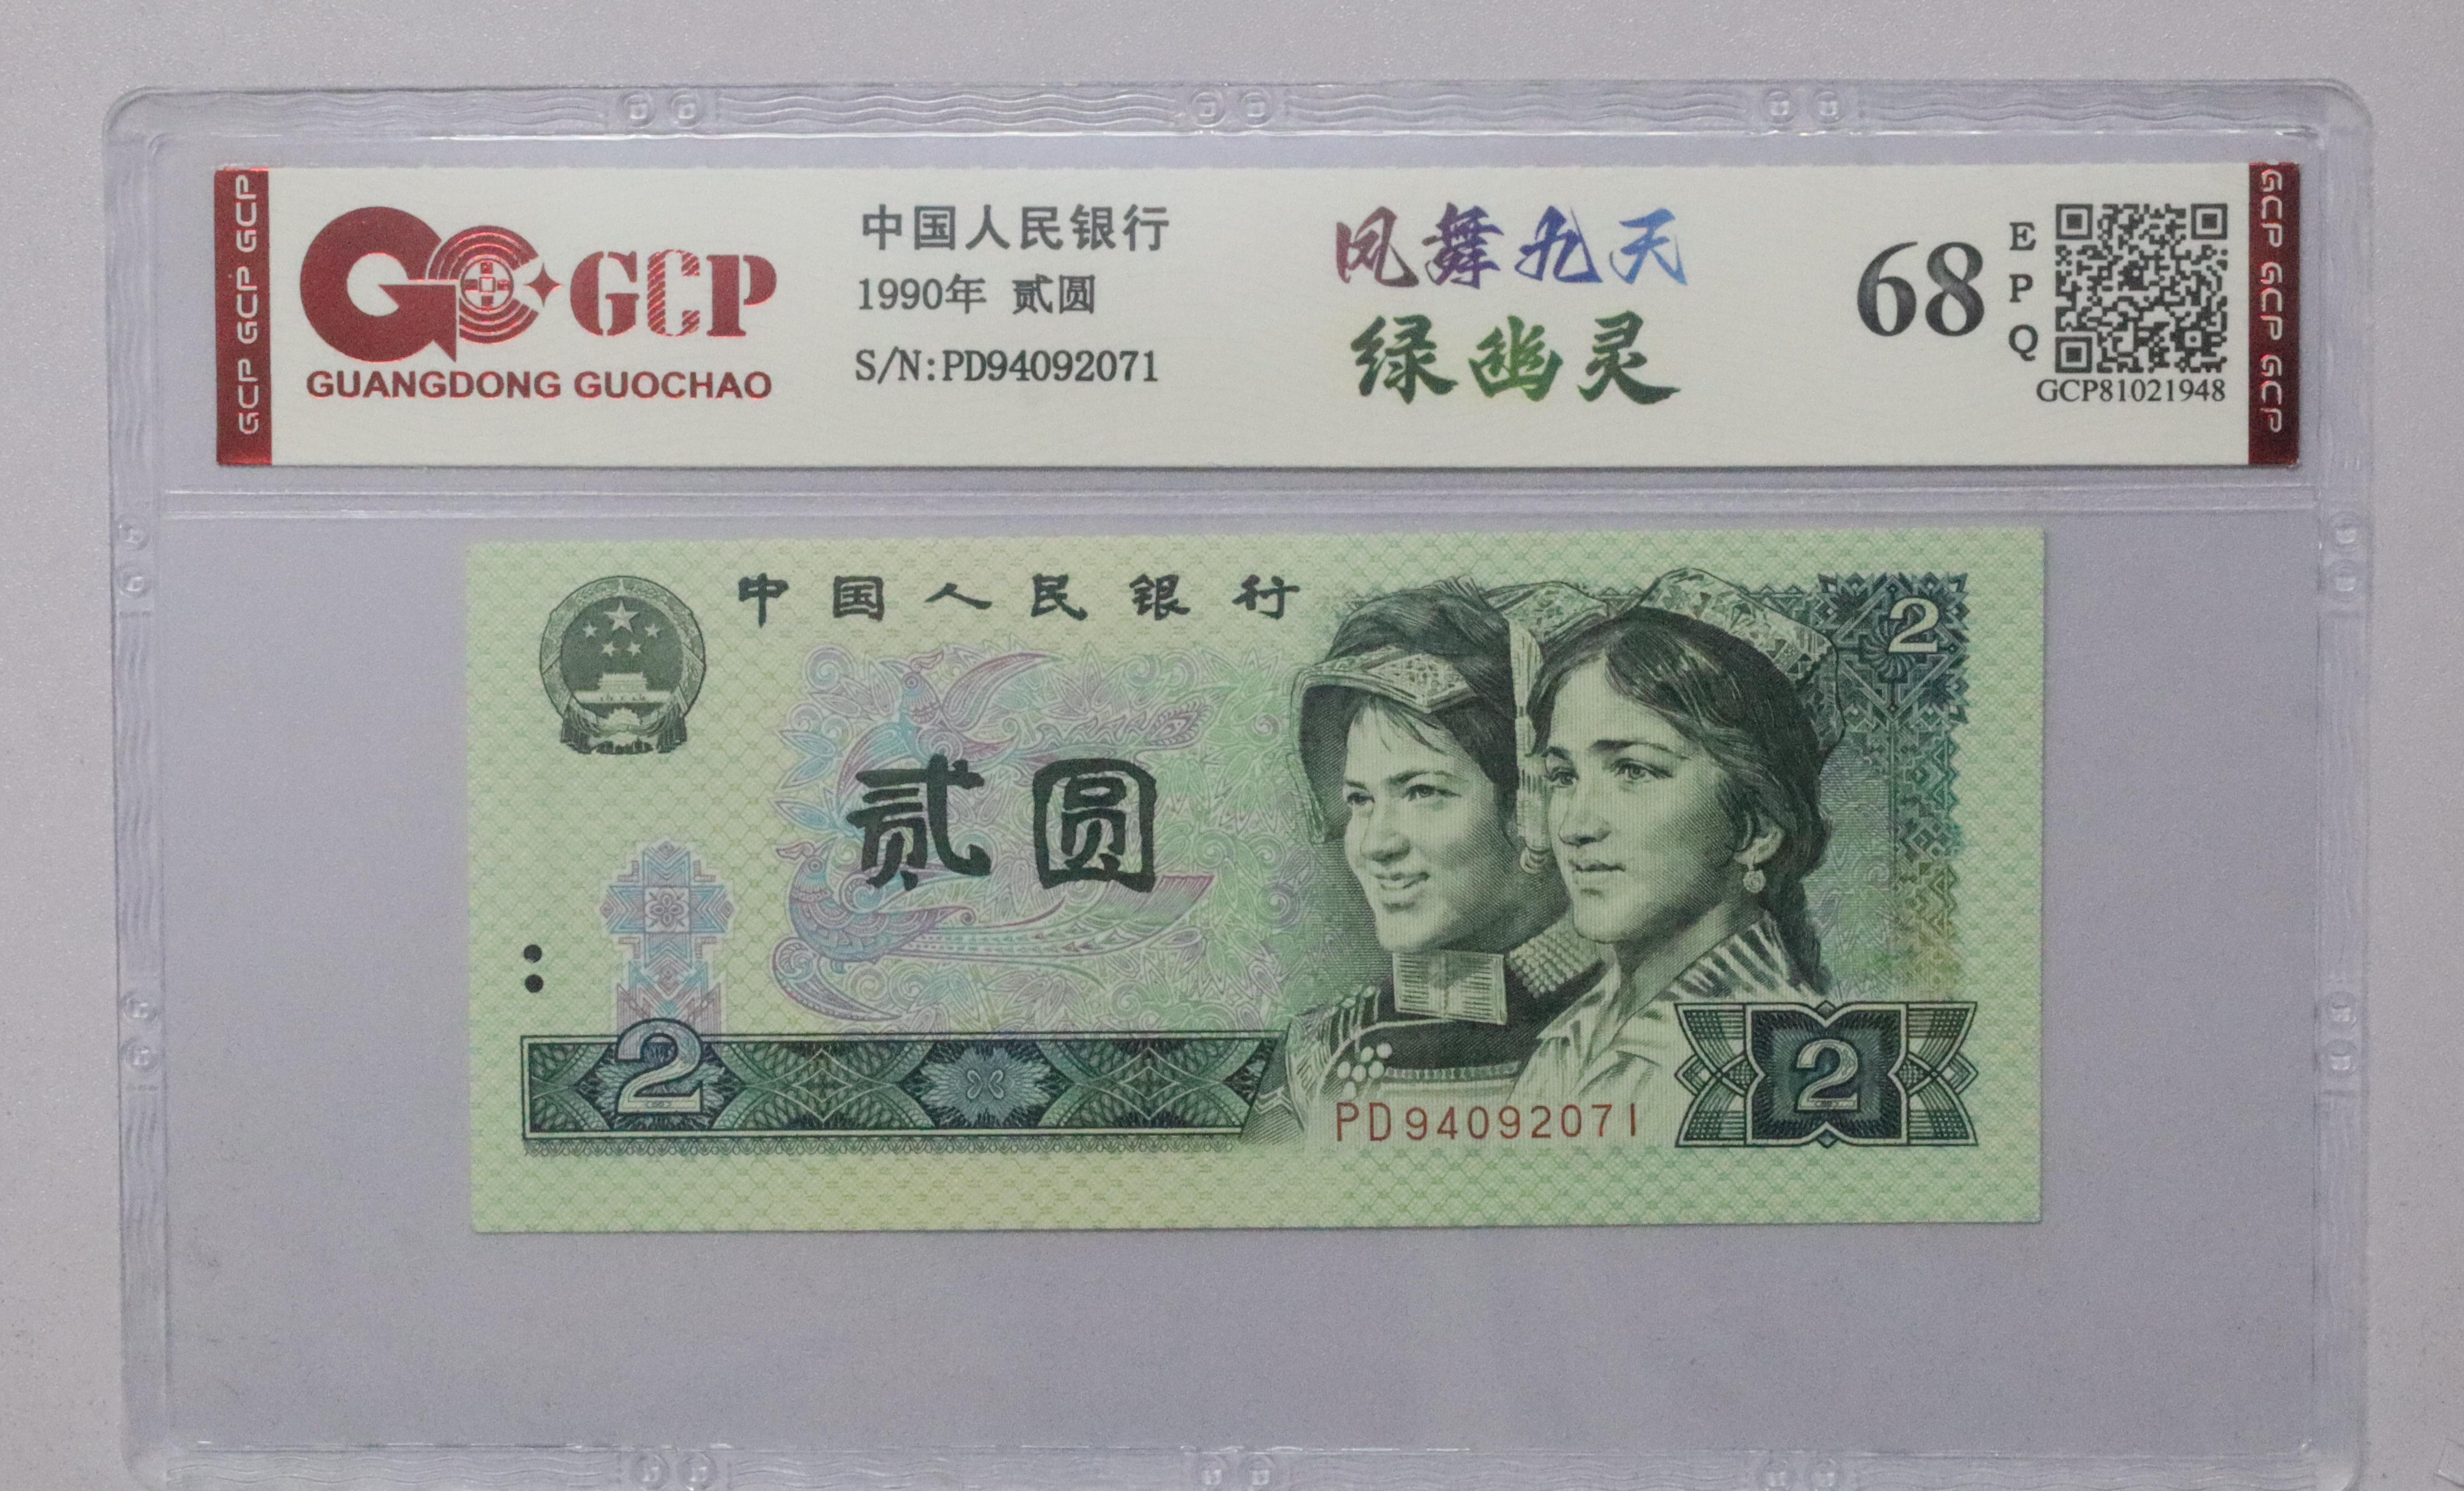 GCP GCP GCP
GCP
GUANGDONG GUOCHAO
中国人民银行
1990年 贰圆
S/N:PD94092071
凤舞九天
绿幽灵
68
E
P
Q
GCP81021948
GCP GCP GCP
中国人民银行
2
贰圆
2
2
PD94092071